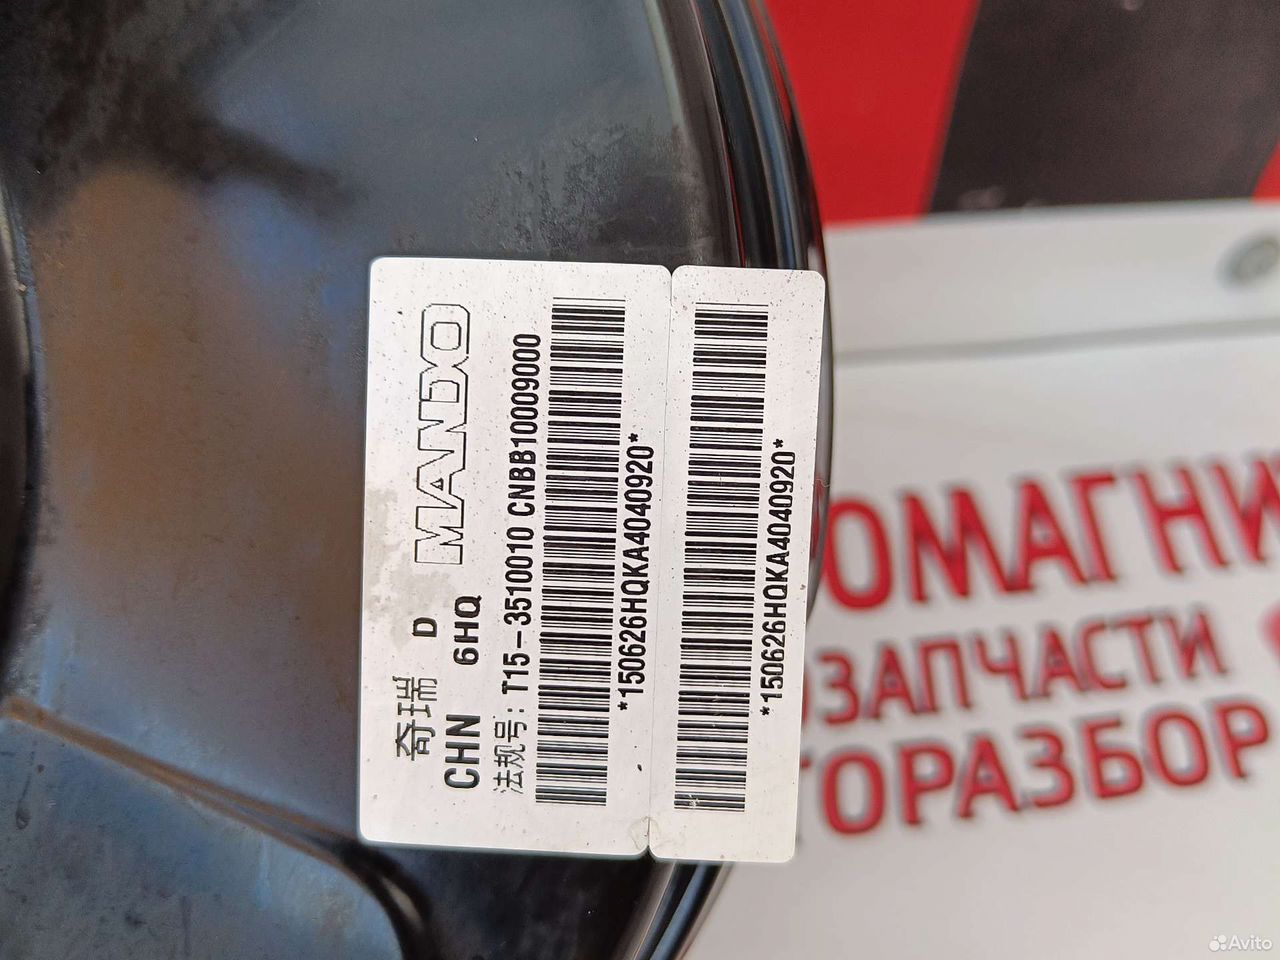 奇瑞 D MANDO
CHN 6HQ
法规号: T15-3510010 CNBB10009000
*150626HQKA4040920*
*150626HQKA4040920*
ОМАГНИ
ЗАПЧАСТИ
ТОРАЗБОР
Avito